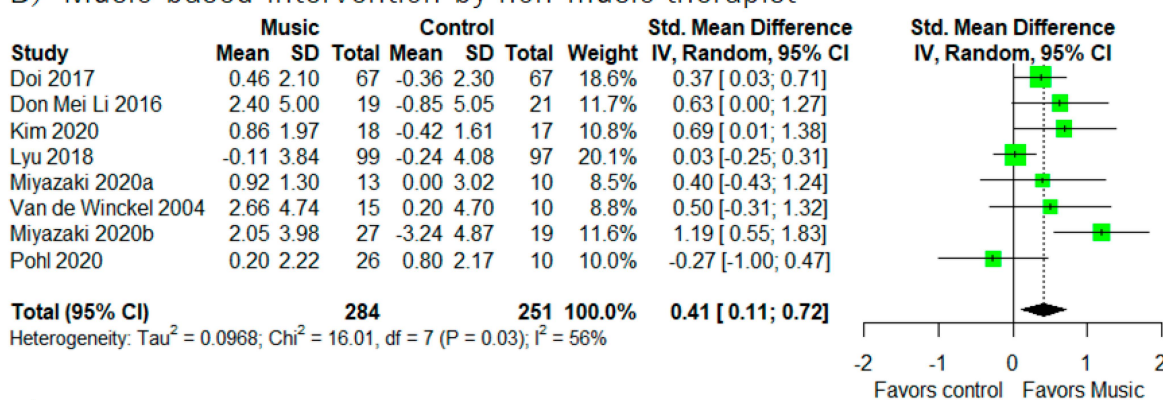 B) Music-based intervention by non-music therapist
Music Control Std. Mean Difference Std. Mean Difference
Study Mean SD Total Mean SD Total Weight IV, Random, 95% CI IV, Random, 95% CI
Doi 2017 0.46 2.10 67 -0.36 2.30 67 18.6% 0.37 [ 0.03; 0.71]
Don Mei Li 2016 2.40 5.00 19 -0.85 5.05 21 11.7% 0.63 [ 0.00; 1.27]
Kim 2020 0.86 1.97 18 -0.42 1.61 17 10.8% 0.69 [ 0.01; 1.38]
Lyu 2018 -0.11 3.84 99 -0.24 4.08 97 20.1% 0.03 [-0.25; 0.31]
Miyazaki 2020a 0.92 1.30 13 0.00 3.02 10 8.5% 0.40 [-0.43; 1.24]
Van de Winckel 2004 2.66 4.74 15 0.20 4.70 10 8.8% 0.50 [-0.31; 1.32]
Miyazaki 2020b 2.05 3.98 27 -3.24 4.87 19 11.6% 1.19 [ 0.55; 1.83]
Pohl 2020 0.20 2.22 26 0.80 2.17 10 10.0% -0.27 [-1.00; 0.47]
Total (95% CI) 284 251 100.0% 0.41 [ 0.11; 0.72]
Heterogeneity: Tau² = 0.0968; Chi² = 16.01, df = 7 (P = 0.03); I² = 56%
-2 -1 0 1 2
Favors control Favors Music